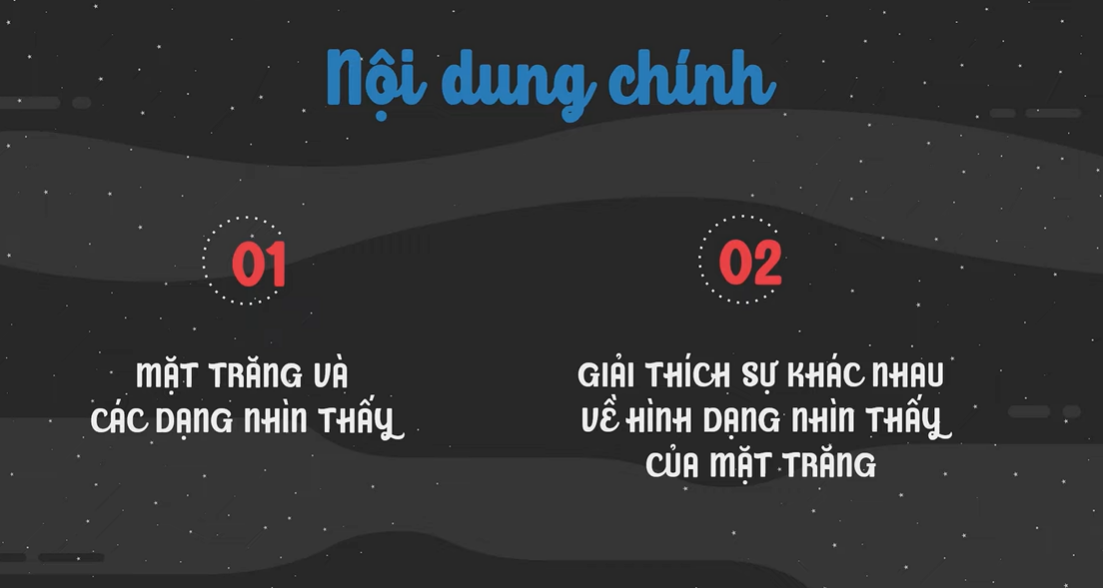 Nội dung chính
01
MẶT TRĂNG VÀ
CÁC DẠNG NHÌN THẤY
02
GIẢI THÍCH SỰ KHÁC NHAU
VỀ HÌNH DẠNG NHÌN THẤY
CỦA MẶT TRĂNG